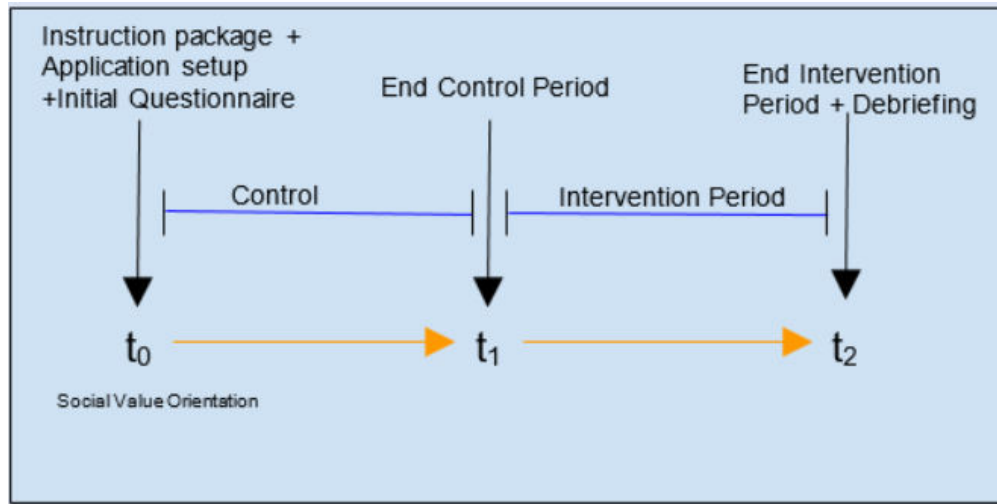 Instruction package +
Application setup
+Initial Questionnaire
End Control Period
End Intervention
Period + Debriefing
Control
Intervention Period
t₀
t₁
t₂
Social Value Orientation